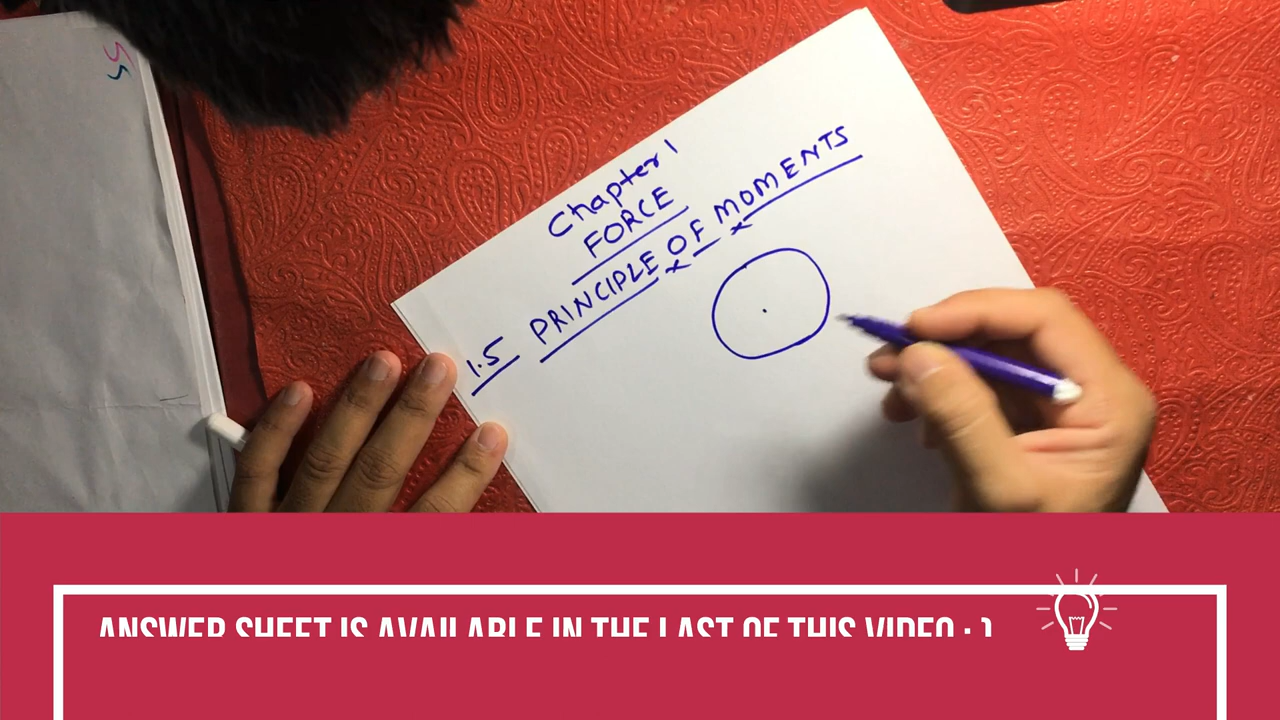 Chapter 1
FORCE
1.5 PRINCIPLE OF MOMENTS
ANSWER SHEET IS AVAILABLE IN THE LAST OF THIS VIDEO : )